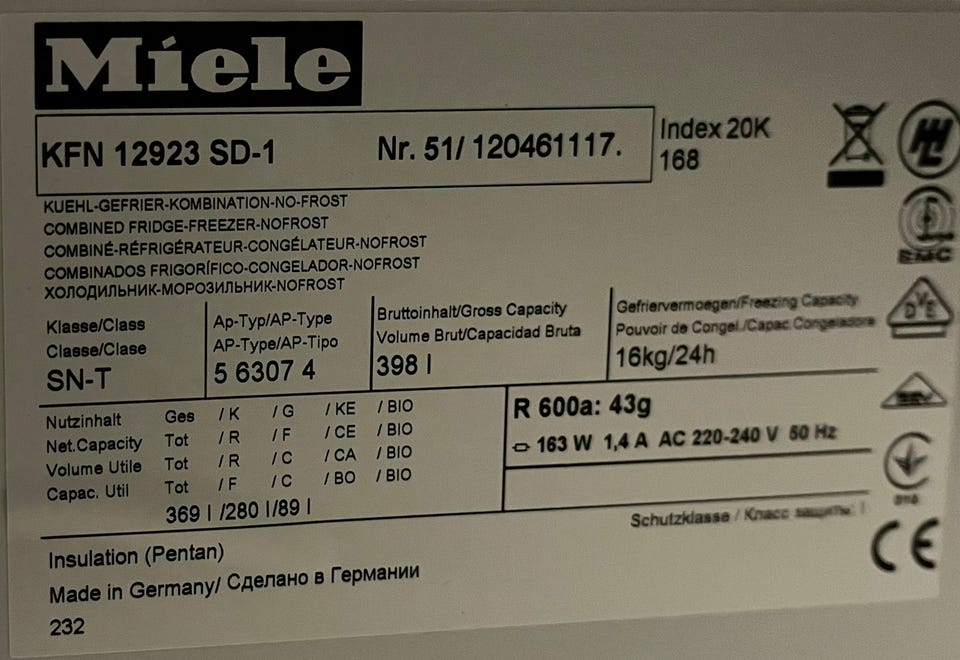 Miele
KFN 12923 SD-1 Nr. 51/ 120461117.
Index 20K
168
KUEHL-GEFRIER-KOMBINATION-NO-FROST
COMBINED FRIDGE-FREEZER-NOFROST
COMBINÉ-RÉFRIGÉRATEUR-CONGÉLATEUR-NOFROST
COMBINADOS FRIGORÍFICO-CONGELADOR-NOFROST
ХОЛОДИЛЬНИК-МОРОЗИЛЬНИК-NOFROST
Klasse/Class
Classe/Clase
SN-T
Ap-Typ/AP-Type
AP-Type/AP-Tipo
5 6307 4
Bruttoinhalt/Gross Capacity
Volume Brut/Capacidad Bruta
398 l
Gefriervermoegen/Freezing Capacity
Pouvoir de Congel./Capac.Congeladora
16kg/24h
Nutzinhalt Ges / K / G / KE / BIO
Net.Capacity Tot / R / F / CE / BIO
Volume Utile Tot / R / C / CA / BIO
Capac. Util Tot / F / C / BO / BIO
369 l /280 l/89 l
R 600a: 43g
163 W 1,4 A AC 220-240 V 50 Hz
Schutzklasse / Класс защиты: I
Insulation (Pentan)
Made in Germany/ Сделано в Германии
232
EMC
DVE
CE